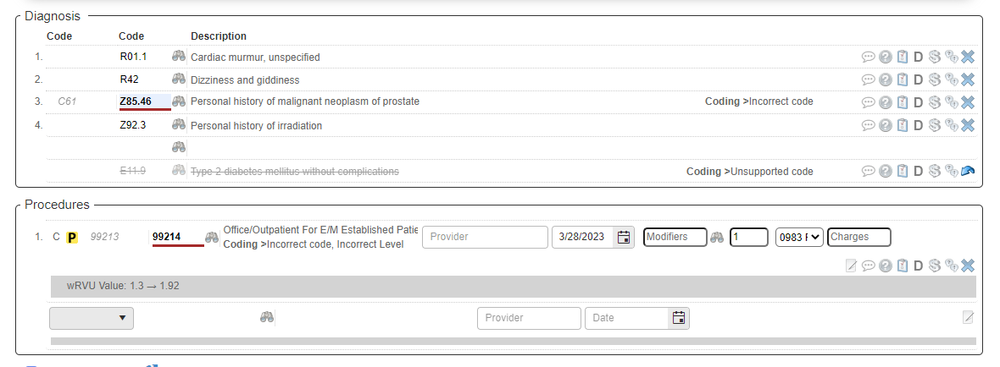 Diagnosis
Code Code Description
1. R01.1 Cardiac murmur, unspecified D
2. R42 Dizziness and giddiness D
3. C61 Z85.46 Personal history of malignant neoplasm of prostate Coding >Incorrect code D
4. Z92.3 Personal history of irradiation D
E11.9 Type 2 diabetes mellitus without complications Coding >Unsupported code D
Procedures
1. C P 99213 99214 Office/Outpatient For E/M Established Patie Provider 3/28/2023 Modifiers 1 0983 Charges
Coding >Incorrect code, Incorrect Level
D
wRVU Value: 1.3 → 1.92
Provider Date